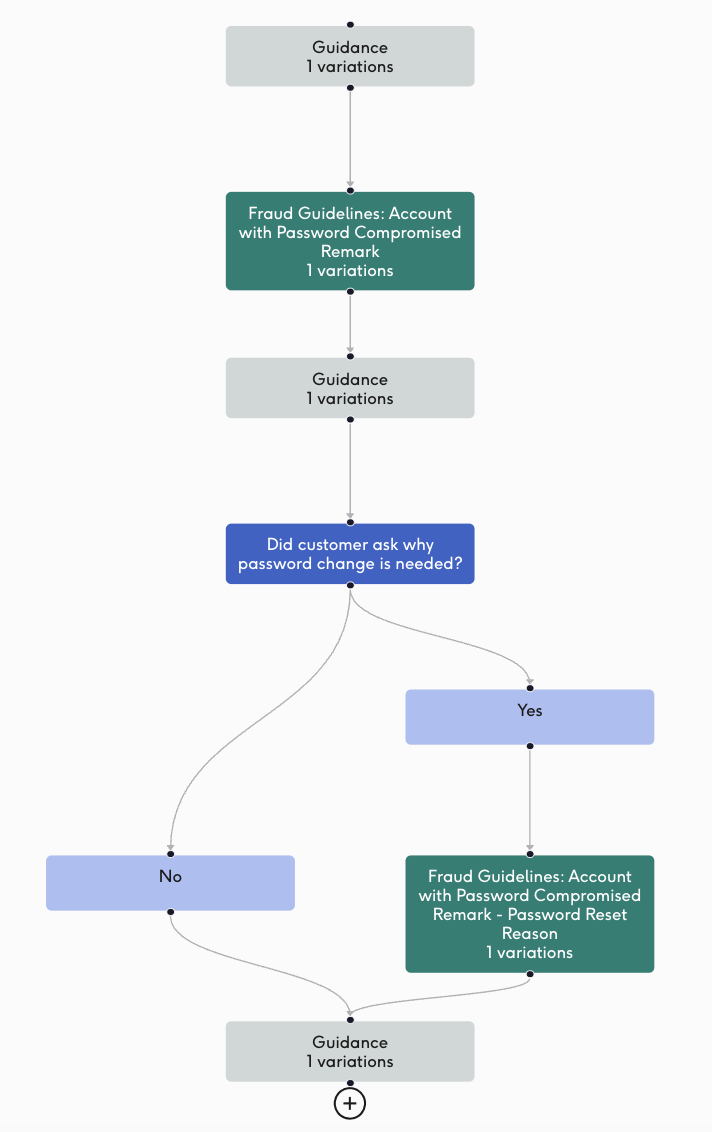 Guidance
1 variations
Fraud Guidelines: Account
with Password Compromised
Remark
1 variations
Guidance
1 variations
Did customer ask why
password change is needed?
Yes
No
Fraud Guidelines: Account
with Password Compromised
Remark - Password Reset
Reason
1 variations
Guidance
1 variations